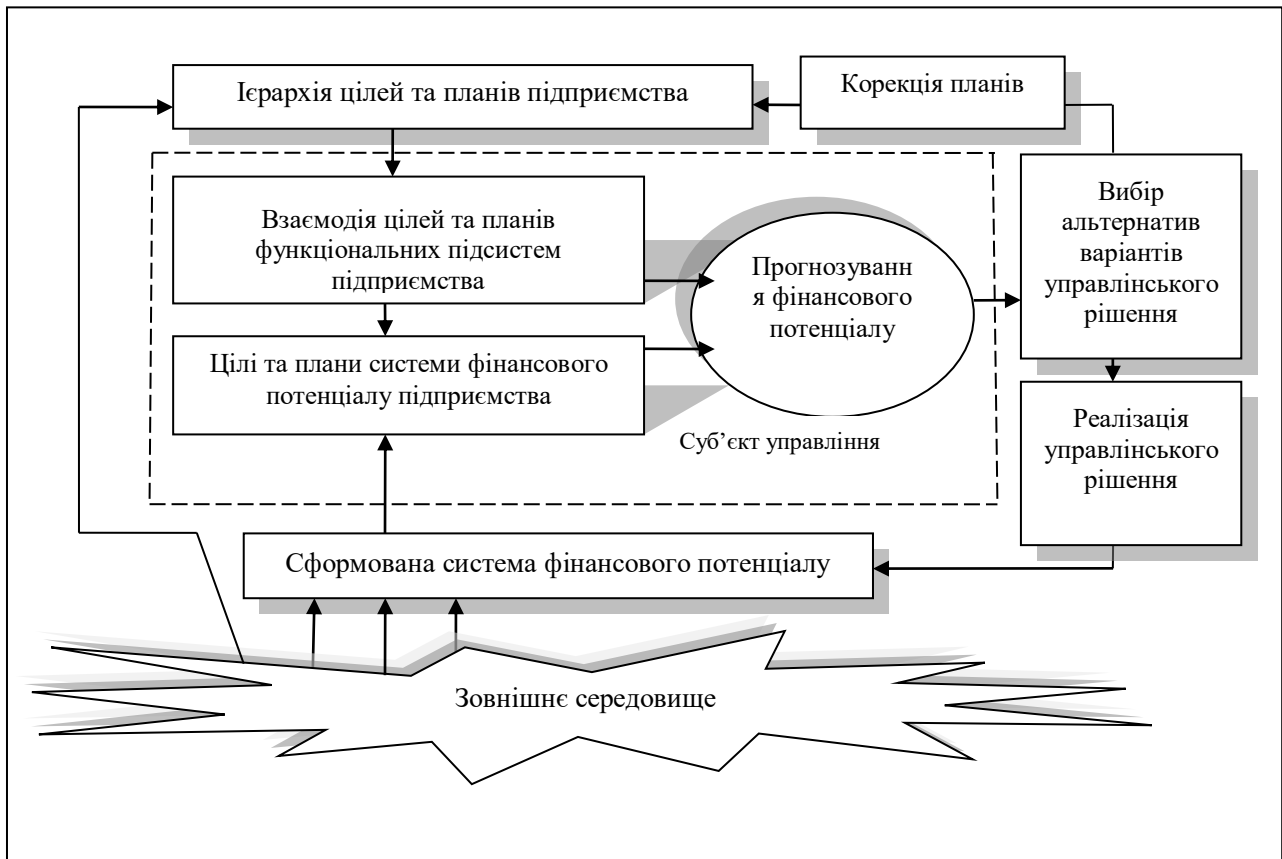 Ієрархія цілей та планів підприємства
Корекція планів
Взаємодія цілей та планів
функціональних підсистем
підприємства
Прогнозуванн
я фінансового
потенціалу
Вибір
альтернатив
варіантів
управлінського
рішення
Цілі та плани системи фінансового
потенціалу підприємства
Суб’єкт управління
Реалізація
управлінського
рішення
Сформована система фінансового потенціалу
Зовнішнє середовище